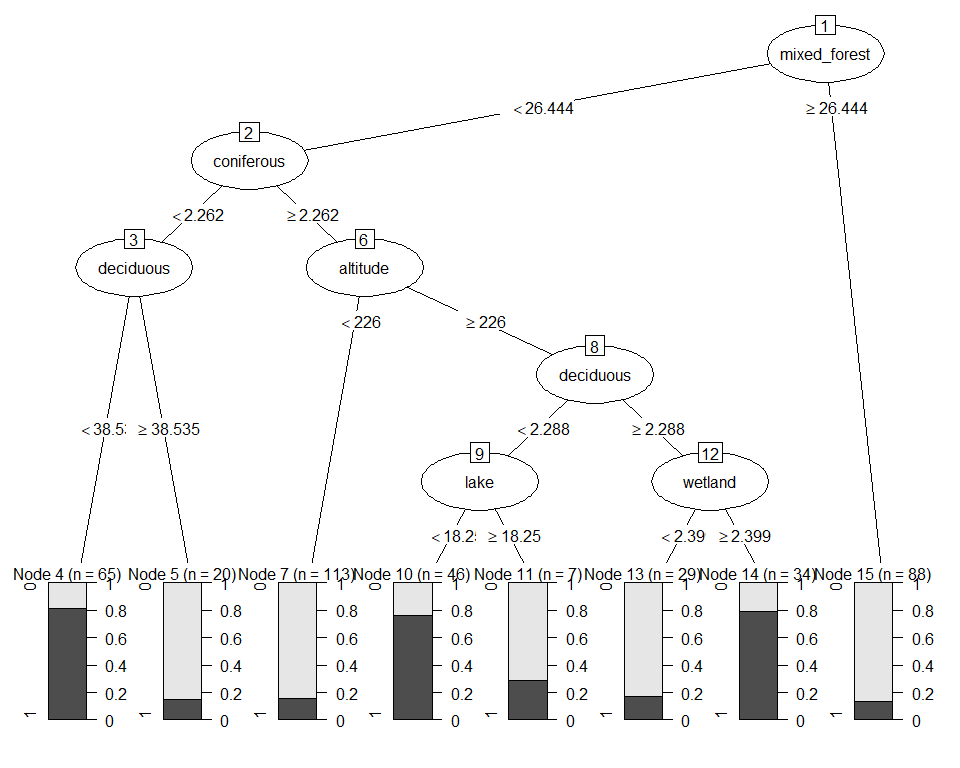 1
mixed_forest
< 26.444
≥ 26.444
2
coniferous
< 2.262
≥ 2.262
3
deciduous
6
altitude
< 226
≥ 226
8
deciduous
< 38.5
≥ 38.535
< 2.288
≥ 2.288
9
lake
12
wetland
< 18.2
≥ 18.25
< 2.39
≥ 2.399
Node 4 (n = 65)
Node 5 (n = 20)
Node 7 (n = 113)
Node 10 (n = 46)
Node 11 (n = 7)
Node 13 (n = 29)
Node 14 (n = 34)
Node 15 (n = 88)
0 1 0 1 0 1 0 1 0 1 0 1 0 1 0 1
0.8 0.8 0.8 0.8 0.8 0.8 0.8 0.8
0.6 0.6 0.6 0.6 0.6 0.6 0.6 0.6
0.4 0.4 0.4 0.4 0.4 0.4 0.4 0.4
0.2 0.2 0.2 0.2 0.2 0.2 0.2 0.2
1 0 1 0 1 0 1 0 1 0 1 0 1 0 1 0